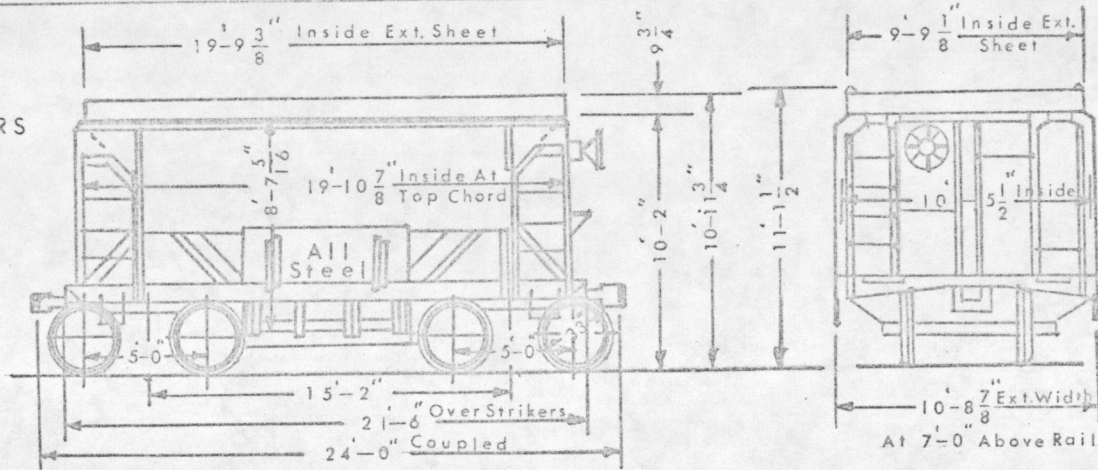 19'-9 3/8" Inside Ext. Sheet
9 3/4"
9'-9 1/8" Inside Ext.
Sheet
RS
8'-7 5/16"
19'-10 7/8" Inside At
Top Chord
10'-2"
10'-11 3/4"
11'-1 1/2"
10' 5 1/2" Inside
All
Steel
33"
5'-0"
5'-0"
15'-2"
21'-6" Over Strikers
24'-0" Coupled
10'-8 7/8" Ext. Width
At 7'-0" Above Rail